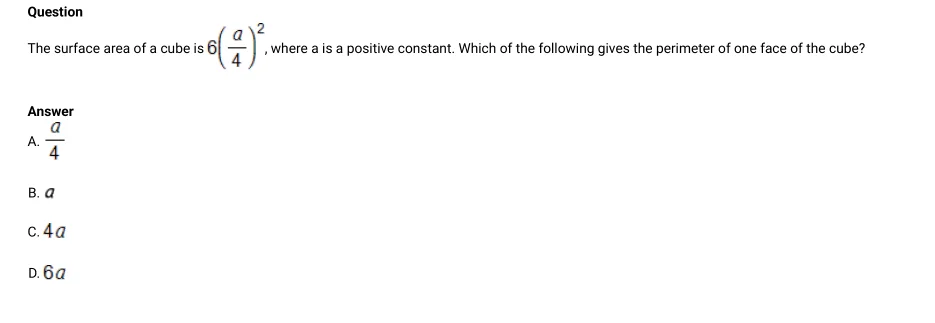 Question
The surface area of a cube is 6(a/4)², where a is a positive constant. Which of the following gives the perimeter of one face of the cube?
Answer
A. a/4
B. a
C. 4a
D. 6a